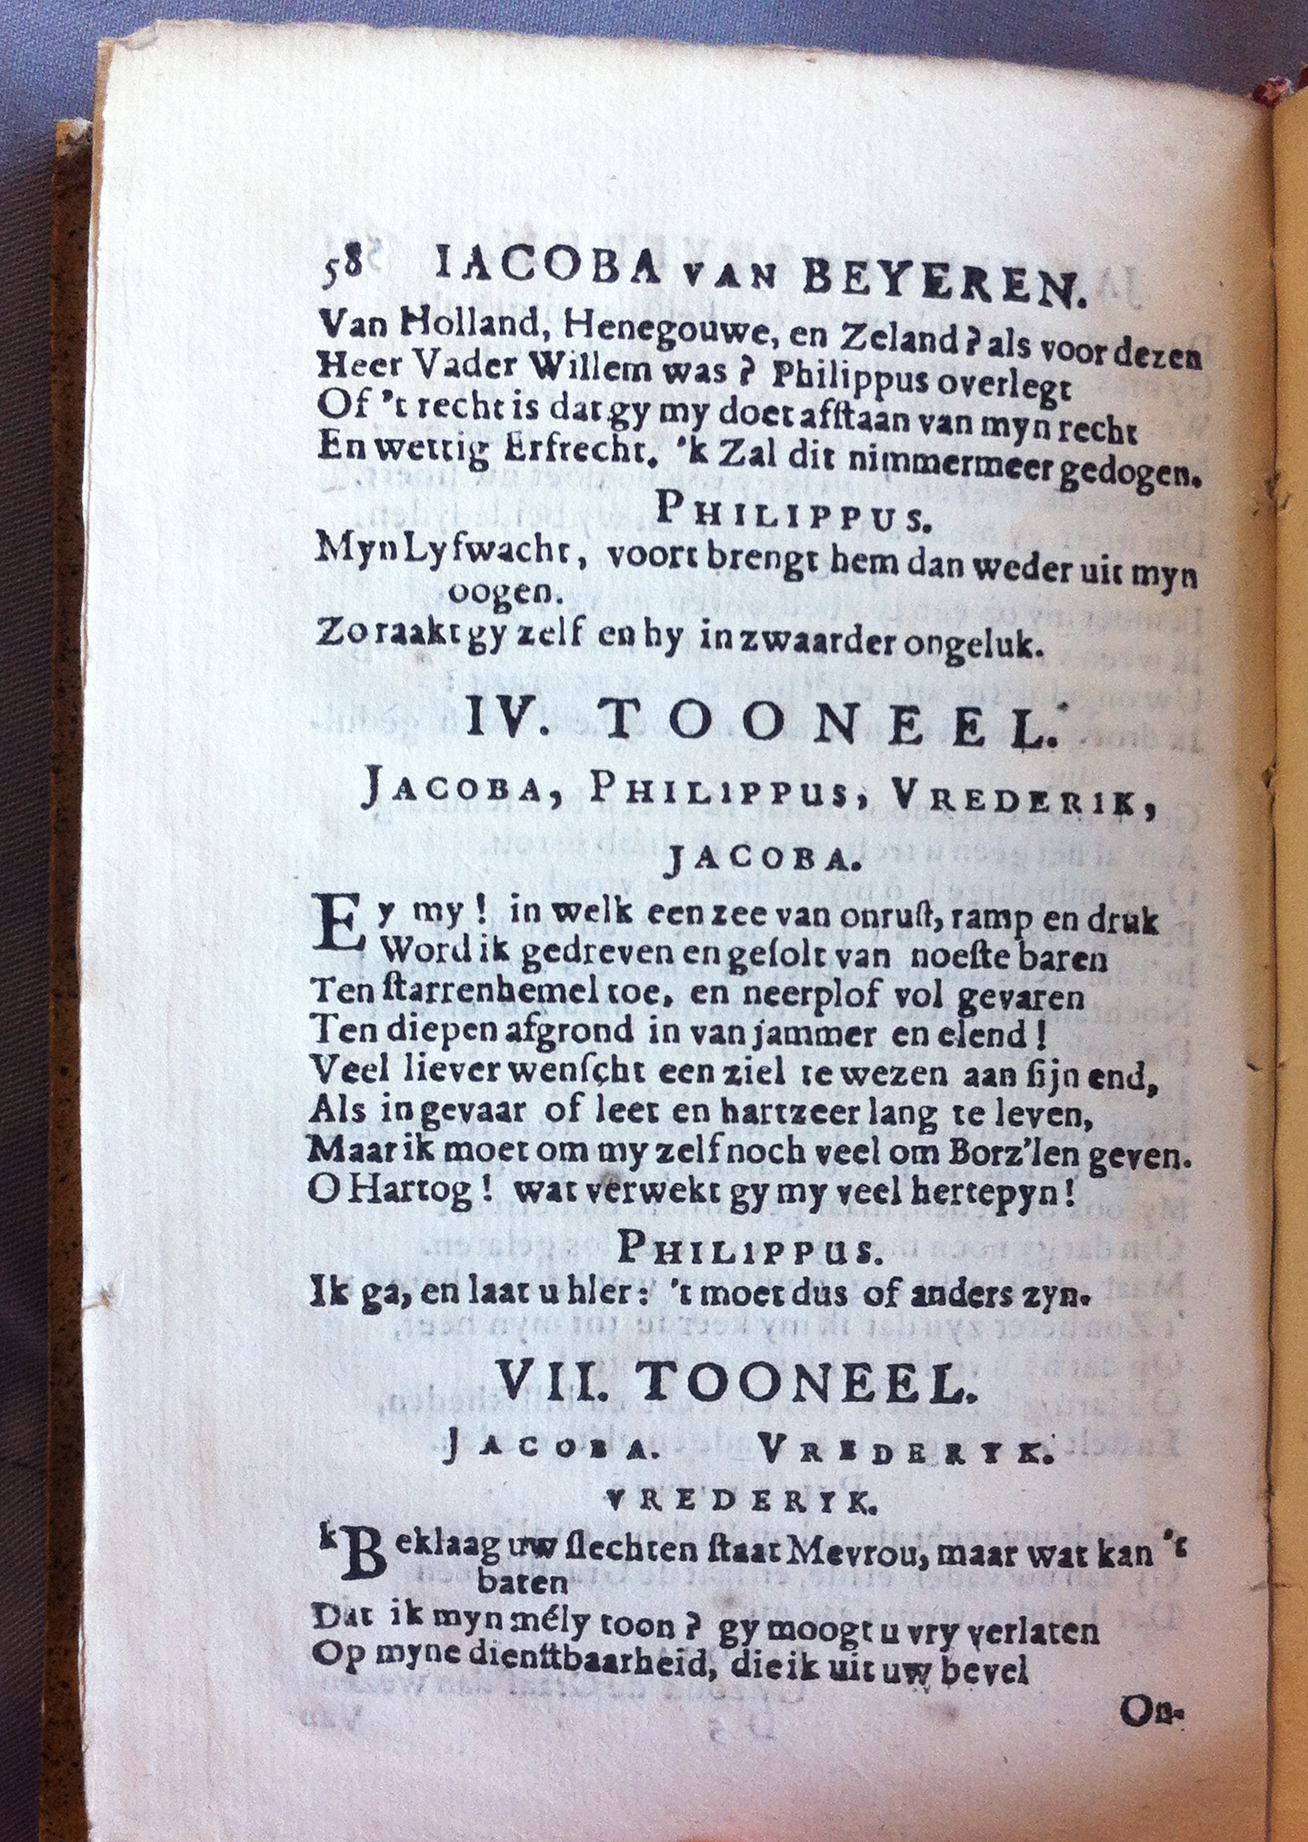 58 IACOBA VAN BEYEREN.
Van Holland, Henegouwe, en Zeland? als voor dezen
Heer Vader Willem was? Philippus overlegt
Of 't recht is dat gy my doet afſtaan van myn recht
En wettig Erfrecht. 'k Zal dit nimmermeer gedogen.
PHILIPPUS.
Myn Lyfwacht, voort brengt hem dan weder uit myn
oogen.
Zo raakt gy zelf en hy in zwaarder ongeluk.
IV. TOONEEL.
JACOBA, PHILIPPUS, VREDERIK,
JACOBA.
Ey my! in welk een zee van onruſt, ramp en druk
Word ik gedreven en geſolt van noeſte baren
Ten ſtarrenhemel toe, en neerplof vol gevaren
Ten diepen afgrond in van jammer en elend!
Veel liever wenſcht een ziel te wezen aan ſijn end,
Als in gevaar of leet en hartzeer lang te leven,
Maar ik moet om my zelf noch veel om Borz'len geven.
O Hartog! wat verwekt gy my veel hertepyn!
PHILIPPUS.
Ik ga, en laat u hIer: 't moet dus of anders zyn.
VII. TOONEEL.
JACOBA. VREDERYK.
VREDERYK.
k Beklaag uw ſlechten ſtaat Mevrou, maar wat kan 't
baten
Dat ik myn mély toon? gy moogt u vry verlaten
Op myne dienſtbaarheid, die ik uit uw bevel
On-